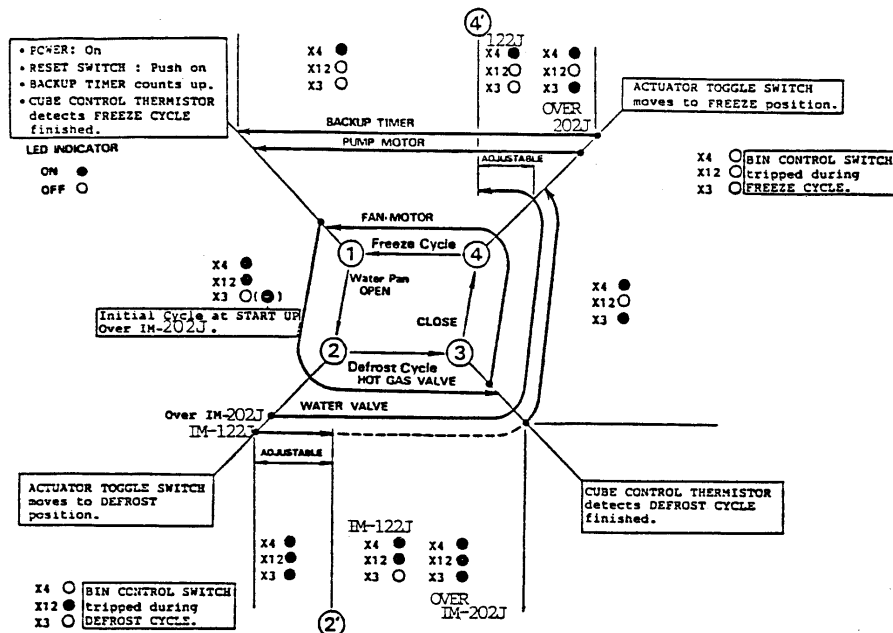 • POWER: On
• RESET SWITCH : Push on
• BACKUP TIMER counts up.
• CUBE CONTROL THERMISTOR
detects FREEZE CYCLE
finished.
LED INDICATOR
ON ●
OFF ○
X4 ●
X12 ○
X3 ○
4'
122J
X4 ● X4 ●
X12 ○ X12 ○
X3 ○ X3 ●
OVER
202J
ACTUATOR TOGGLE SWITCH
moves to FREEZE position.
BACKUP TIMER
PUMP MOTOR
ADJUSTABLE
X4 ○
X12 ○
X3 ○
BIN CONTROL SWITCH
tripped during
FREEZE CYCLE.
FAN·MOTOR
Freeze Cycle
1
4
Water Pan
OPEN
X4 ●
X12 ●
X3 ○(●)
Initial Cycle at START UP
Over IM-202J.
CLOSE
X4 ●
X12 ○
X3 ●
2
3
Defrost Cycle
HOT GAS VALVE
WATER VALVE
Over IM-202J
IM-122J
ADJUSTABLE
ACTUATOR TOGGLE SWITCH
moves to DEFROST
position.
CUBE CONTROL THERMISTOR
detects DEFROST CYCLE
finished.
X4 ●
X12 ●
X3 ●
IM-122J
X4 ● X4 ●
X12 ● X12 ●
X3 ○ X3 ●
OVER
IM-202J
X4 ○
X12 ●
X3 ○
BIN CONTROL SWITCH
tripped during
DEFROST CYCLE.
2'